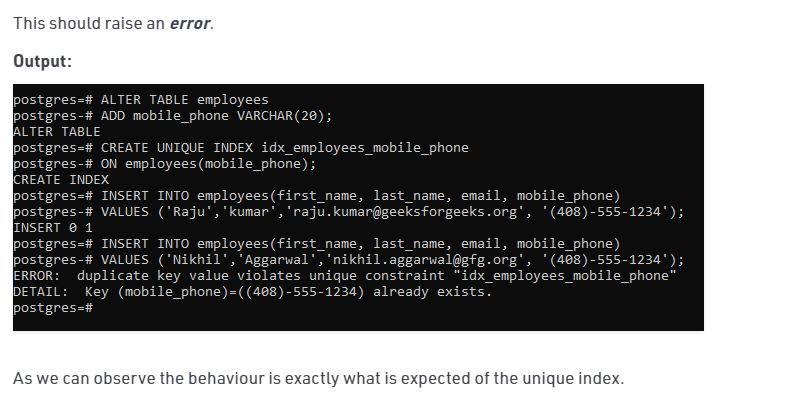 This should raise an error.
Output:
postgres=# ALTER TABLE employees
postgres-# ADD mobile_phone VARCHAR(20);
ALTER TABLE
postgres=# CREATE UNIQUE INDEX idx_employees_mobile_phone
postgres-# ON employees(mobile_phone);
CREATE INDEX
postgres=# INSERT INTO employees(first_name, last_name, email, mobile_phone)
postgres-# VALUES ('Raju','kumar','raju.kumar@geeksforgeeks.org', '(408)-555-1234');
INSERT 0 1
postgres=# INSERT INTO employees(first_name, last_name, email, mobile_phone)
postgres-# VALUES ('Nikhil','Aggarwal','nikhil.aggarwal@gfg.org', '(408)-555-1234');
ERROR:  duplicate key value violates unique constraint "idx_employees_mobile_phone"
DETAIL:  Key (mobile_phone)=((408)-555-1234) already exists.
postgres=#
As we can observe the behaviour is exactly what is expected of the unique index.